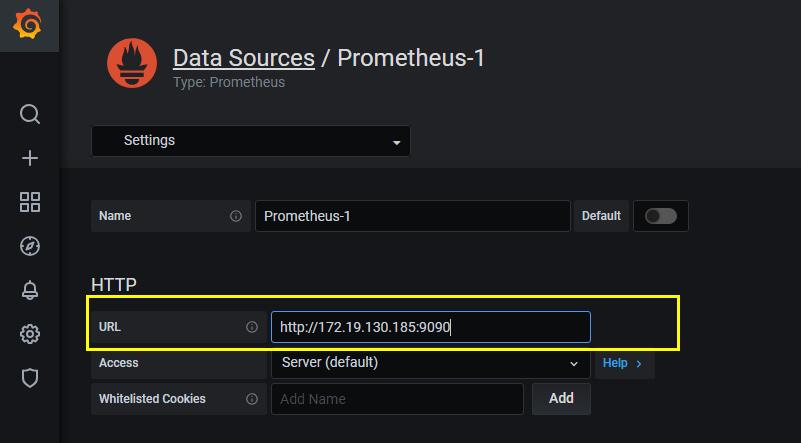 Data Sources / Prometheus-1
Type: Prometheus
Settings
Name
Prometheus-1
Default
HTTP
URL
http://172.19.130.185:9090
Access
Server (default)
Help
Whitelisted Cookies
Add Name
Add